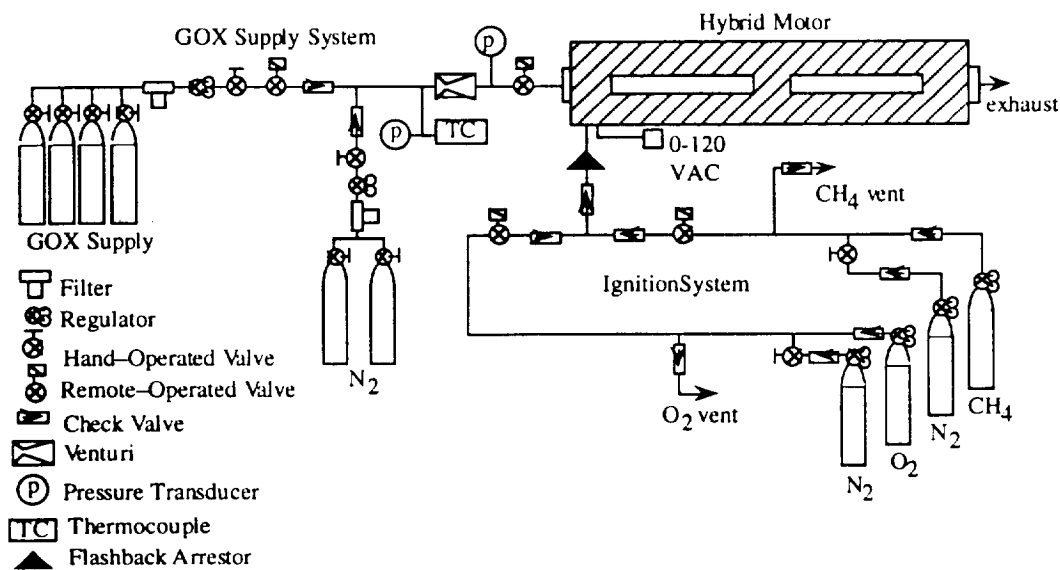 Hybrid Motor
GOX Supply System
P
P
TC
exhaust
0-120
VAC
CH4 vent
GOX Supply
IgnitionSystem
Filter
Regulator
Hand–Operated Valve
Remote–Operated Valve
Check Valve
Venturi
P
Pressure Transducer
TC
Thermocouple
Flashback Arrestor
N2
O2 vent
N2
O2
N2
CH4